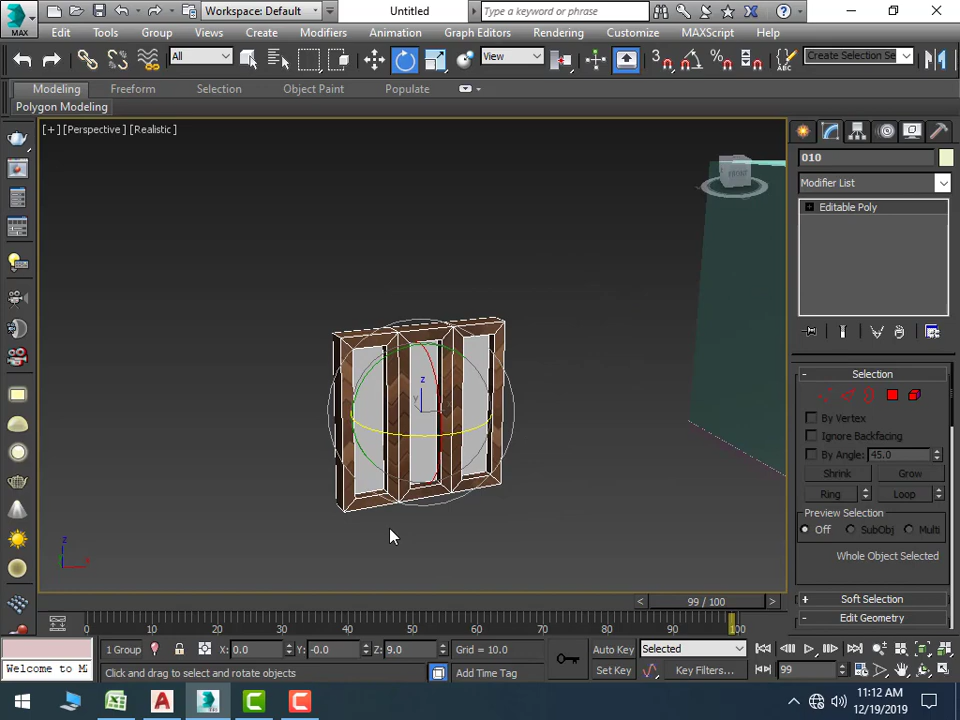 MAX
Workspace: Default
Untitled
Type a keyword or phrase
Edit Tools Group Views Create Modifiers Animation Graph Editors Rendering Customize MAXScript Help
All
View
Create Selection Se
Modeling Freeform Selection Object Paint Populate
Polygon Modeling
[+] [Perspective] [Realistic]
FRONT
010
Modifier List
Editable Poly
z
y
z
x
- Selection
By Vertex
Ignore Backfacing
By Angle: 45.0
Shrink Grow
Ring Loop
Preview Selection
Off SubObj Multi
Whole Object Selected
+ Soft Selection
- Edit Geometry
< 99 / 100 >
0 10 20 30 40 50 60 70 80 90 100
1 Group X: 0.0 Y: -0.0 Z: 9.0 Grid = 10.0
Auto Key Selected
Welcome to M
Click and drag to select and rotate objects
Add Time Tag
Set Key Key Filters... 99
11:12 AM
12/19/2019